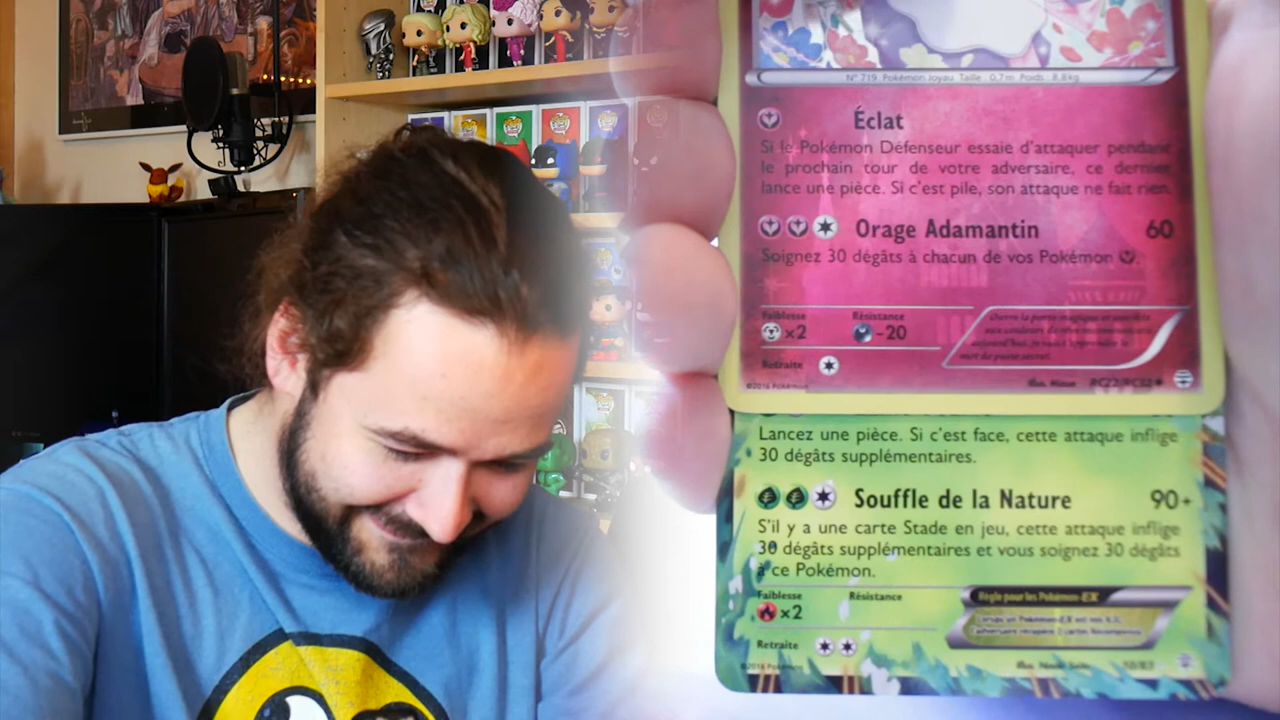 N° 719 Pokémon Joyau Taille : 0,7m Poids : 8,8kg
Éclat
Si le Pokémon Défenseur essaie d'attaquer pendant
le prochain tour de votre adversaire, ce dernier
lance une pièce. Si c'est pile, son attaque ne fait rien.
Orage Adamantin 60
Soignez 30 dégâts à chacun de vos Pokémon
Faiblesse Résistance
×2 -20
Retraite
©2016 Pokémon
RC22/RC32
Lancez une pièce. Si c'est face, cette attaque inflige
30 dégâts supplémentaires.
Souffle de la Nature 90+
S'il y a une carte Stade en jeu, cette attaque inflige
30 dégâts supplémentaires et vous soignez 30 dégâts
à ce Pokémon.
Faiblesse Résistance
×2
Règle pour les Pokémon-EX
Retraite
©2016 Pokémon